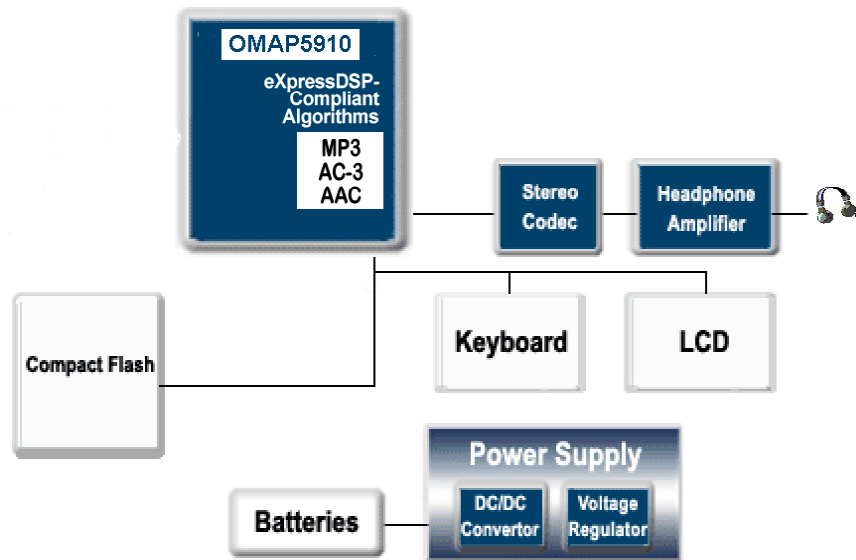 OMAP5910
eXpressDSP-
Compliant
Algorithms
MP3
AC-3
AAC
Stereo
Codec
Headphone
Amplifier
Compact Flash
Keyboard
LCD
Power Supply
DC/DC
Convertor
Voltage
Regulator
Batteries